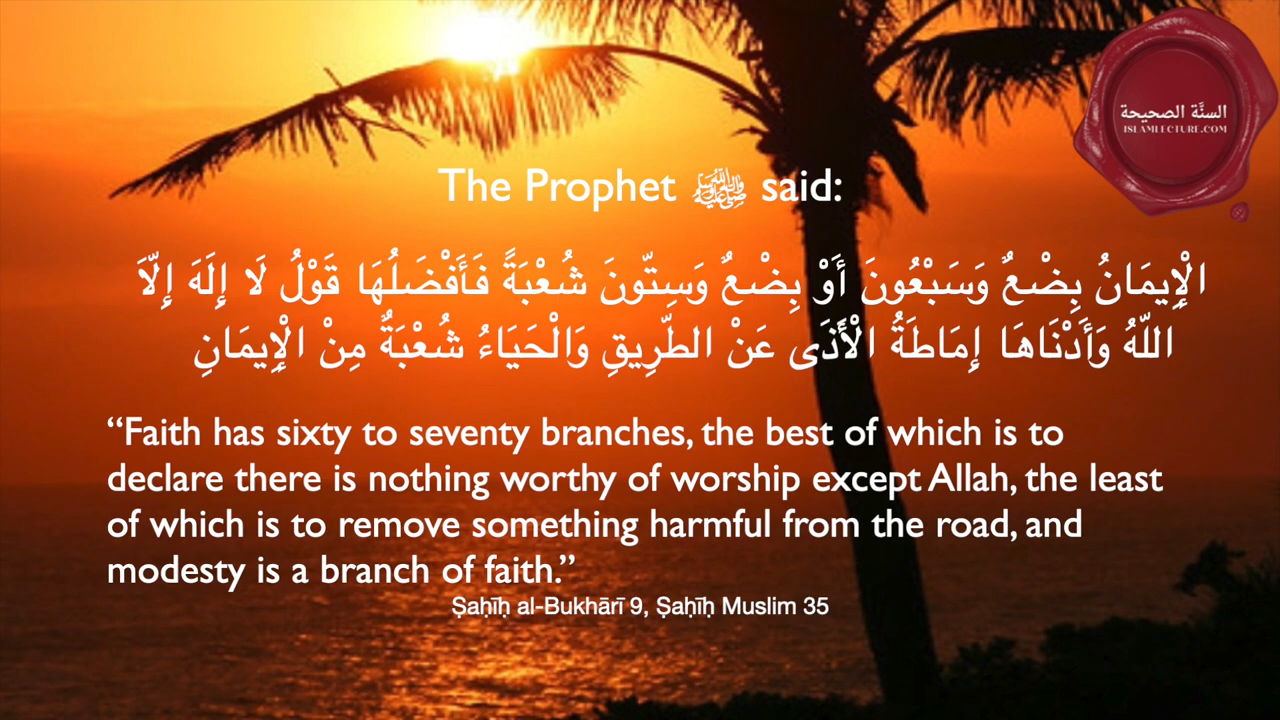 السنَّة الصحيحة
ISLAMLECTURE.COM
The Prophet ﷺ said:
الْإِيمَانُ بِضْعٌ وَسَبْعُونَ أَوْ بِضْعٌ وَسِتّونَ شُعْبَةً فَأَفْضَلُهَا قَوْلُ لَا إِلَهَ إِلّاَ
اللّهُ وَأَدْنَاهَا إِمَاطَةُ الْأَذَى عَنْ الطّرِيقِ وَالْحَيَاءُ شُعْبَةٌ مِنْ الْإِيمَانِ
“Faith has sixty to seventy branches, the best of which is to
declare there is nothing worthy of worship except Allah, the least
of which is to remove something harmful from the road, and
modesty is a branch of faith.”
Ṣaḥīḥ al-Bukhārī 9, Ṣaḥīḥ Muslim 35